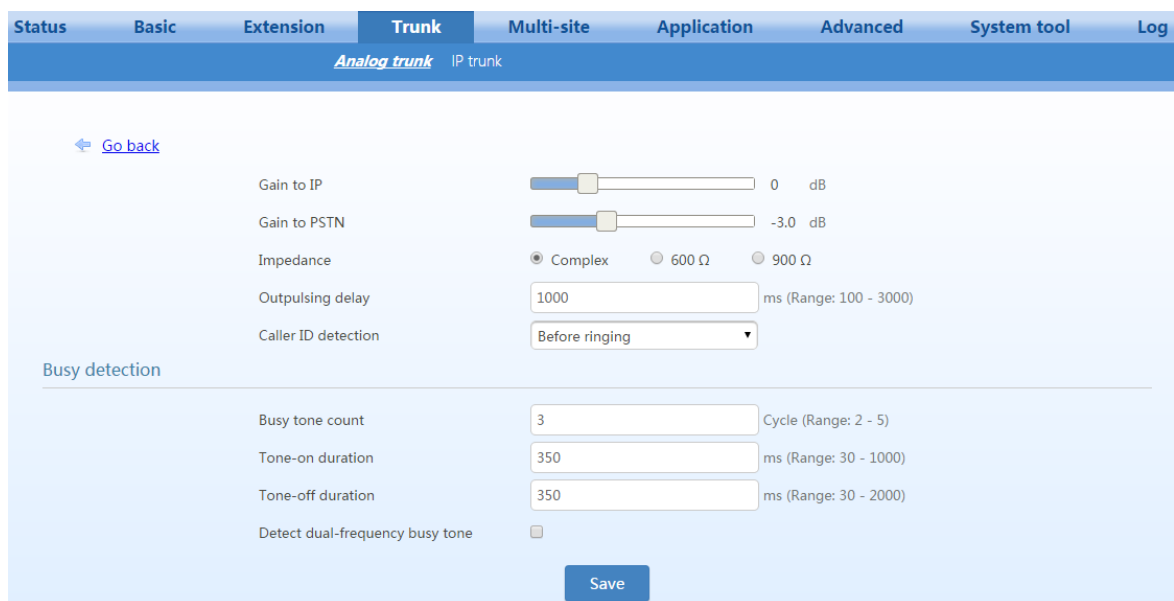 Status Basic Extension Trunk Multi-site Application Advanced System tool Log
Analog trunk IP trunk
Go back
Gain to IP 0 dB
Gain to PSTN -3.0 dB
Impedance Complex 600 Ω 900 Ω
Outpulsing delay 1000 ms (Range: 100 - 3000)
Caller ID detection Before ringing
Busy detection
Busy tone count 3 Cycle (Range: 2 - 5)
Tone-on duration 350 ms (Range: 30 - 1000)
Tone-off duration 350 ms (Range: 30 - 2000)
Detect dual-frequency busy tone
Save